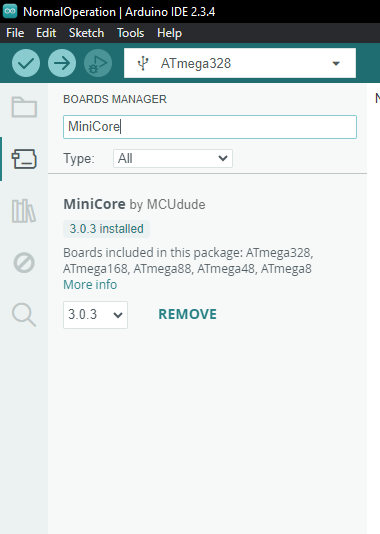 NormalOperation | Arduino IDE 2.3.4
File Edit Sketch Tools Help
ATmega328
BOARDS MANAGER
MiniCore
Type: All
MiniCore by MCUdude
3.0.3 installed
Boards included in this package: ATmega328,
ATmega168, ATmega88, ATmega48, ATmega8
More info
3.0.3 REMOVE